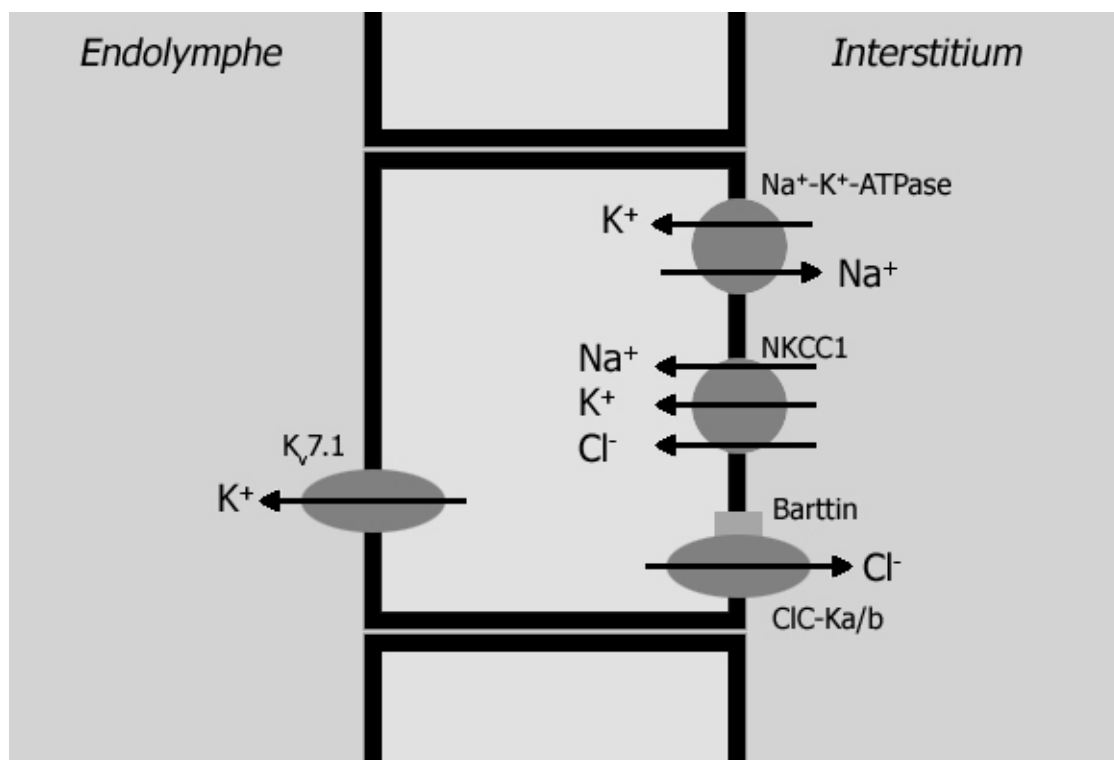 Endolymphe
Interstitium
Na⁺-K⁺-ATPase
K⁺
Na⁺
NKCC1
Na⁺
K⁺
Cl⁻
Kᵥ7.1
K⁺
Barttin
Cl⁻
ClC-Ka/b